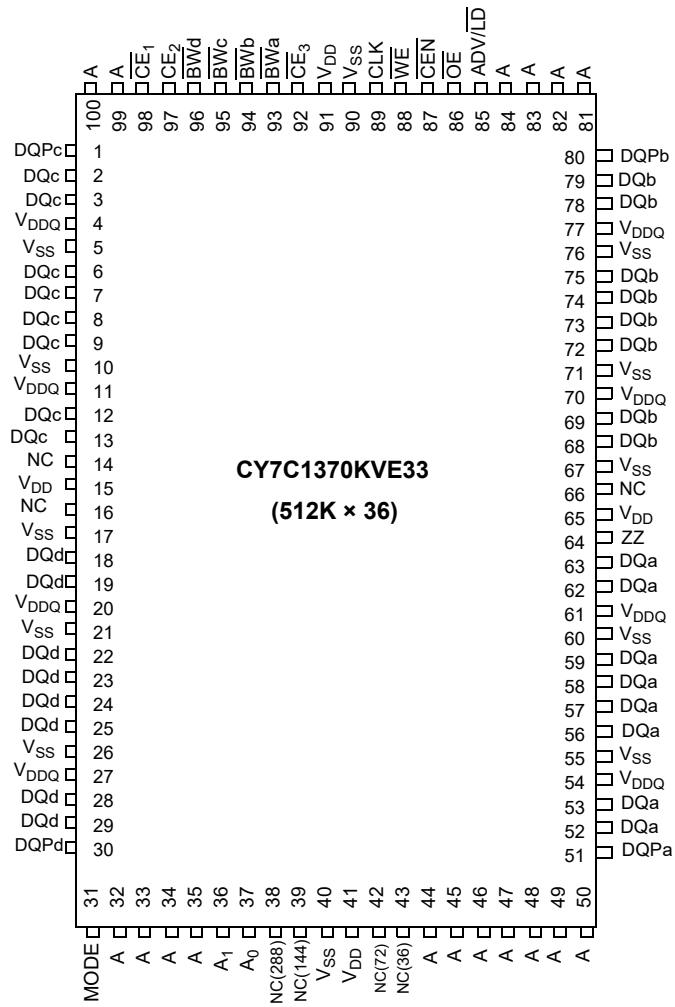 A
A
CE1
CE2
BWd
BWc
BWb
BWa
CE3
VDD
VSS
CLK
WE
CEN
OE
ADV/LD
A
A
A
A
100
99
98
97
96
95
94
93
92
91
90
89
88
87
86
85
84
83
82
81
DQPc 1
DQc 2
DQc 3
VDDQ 4
VSS 5
DQc 6
DQc 7
DQc 8
DQc 9
VSS 10
VDDQ 11
DQc 12
DQc 13
NC 14
VDD 15
NC 16
VSS 17
DQd 18
DQd 19
VDDQ 20
VSS 21
DQd 22
DQd 23
DQd 24
DQd 25
VSS 26
VDDQ 27
DQd 28
DQd 29
DQPd 30
CY7C1370KVE33
(512K × 36)
80 DQPb
79 DQb
78 DQb
77 VDDQ
76 VSS
75 DQb
74 DQb
73 DQb
72 DQb
71 VSS
70 VDDQ
69 DQb
68 DQb
67 VSS
66 NC
65 VDD
64 ZZ
63 DQa
62 DQa
61 VDDQ
60 VSS
59 DQa
58 DQa
57 DQa
56 DQa
55 VSS
54 VDDQ
53 DQa
52 DQa
51 DQPa
31
32
33
34
35
36
37
38
39
40
41
42
43
44
45
46
47
48
49
50
MODE
A
A
A
A
A1
A0
NC(288)
NC(144)
VSS
VDD
NC(72)
NC(36)
A
A
A
A
A
A
A